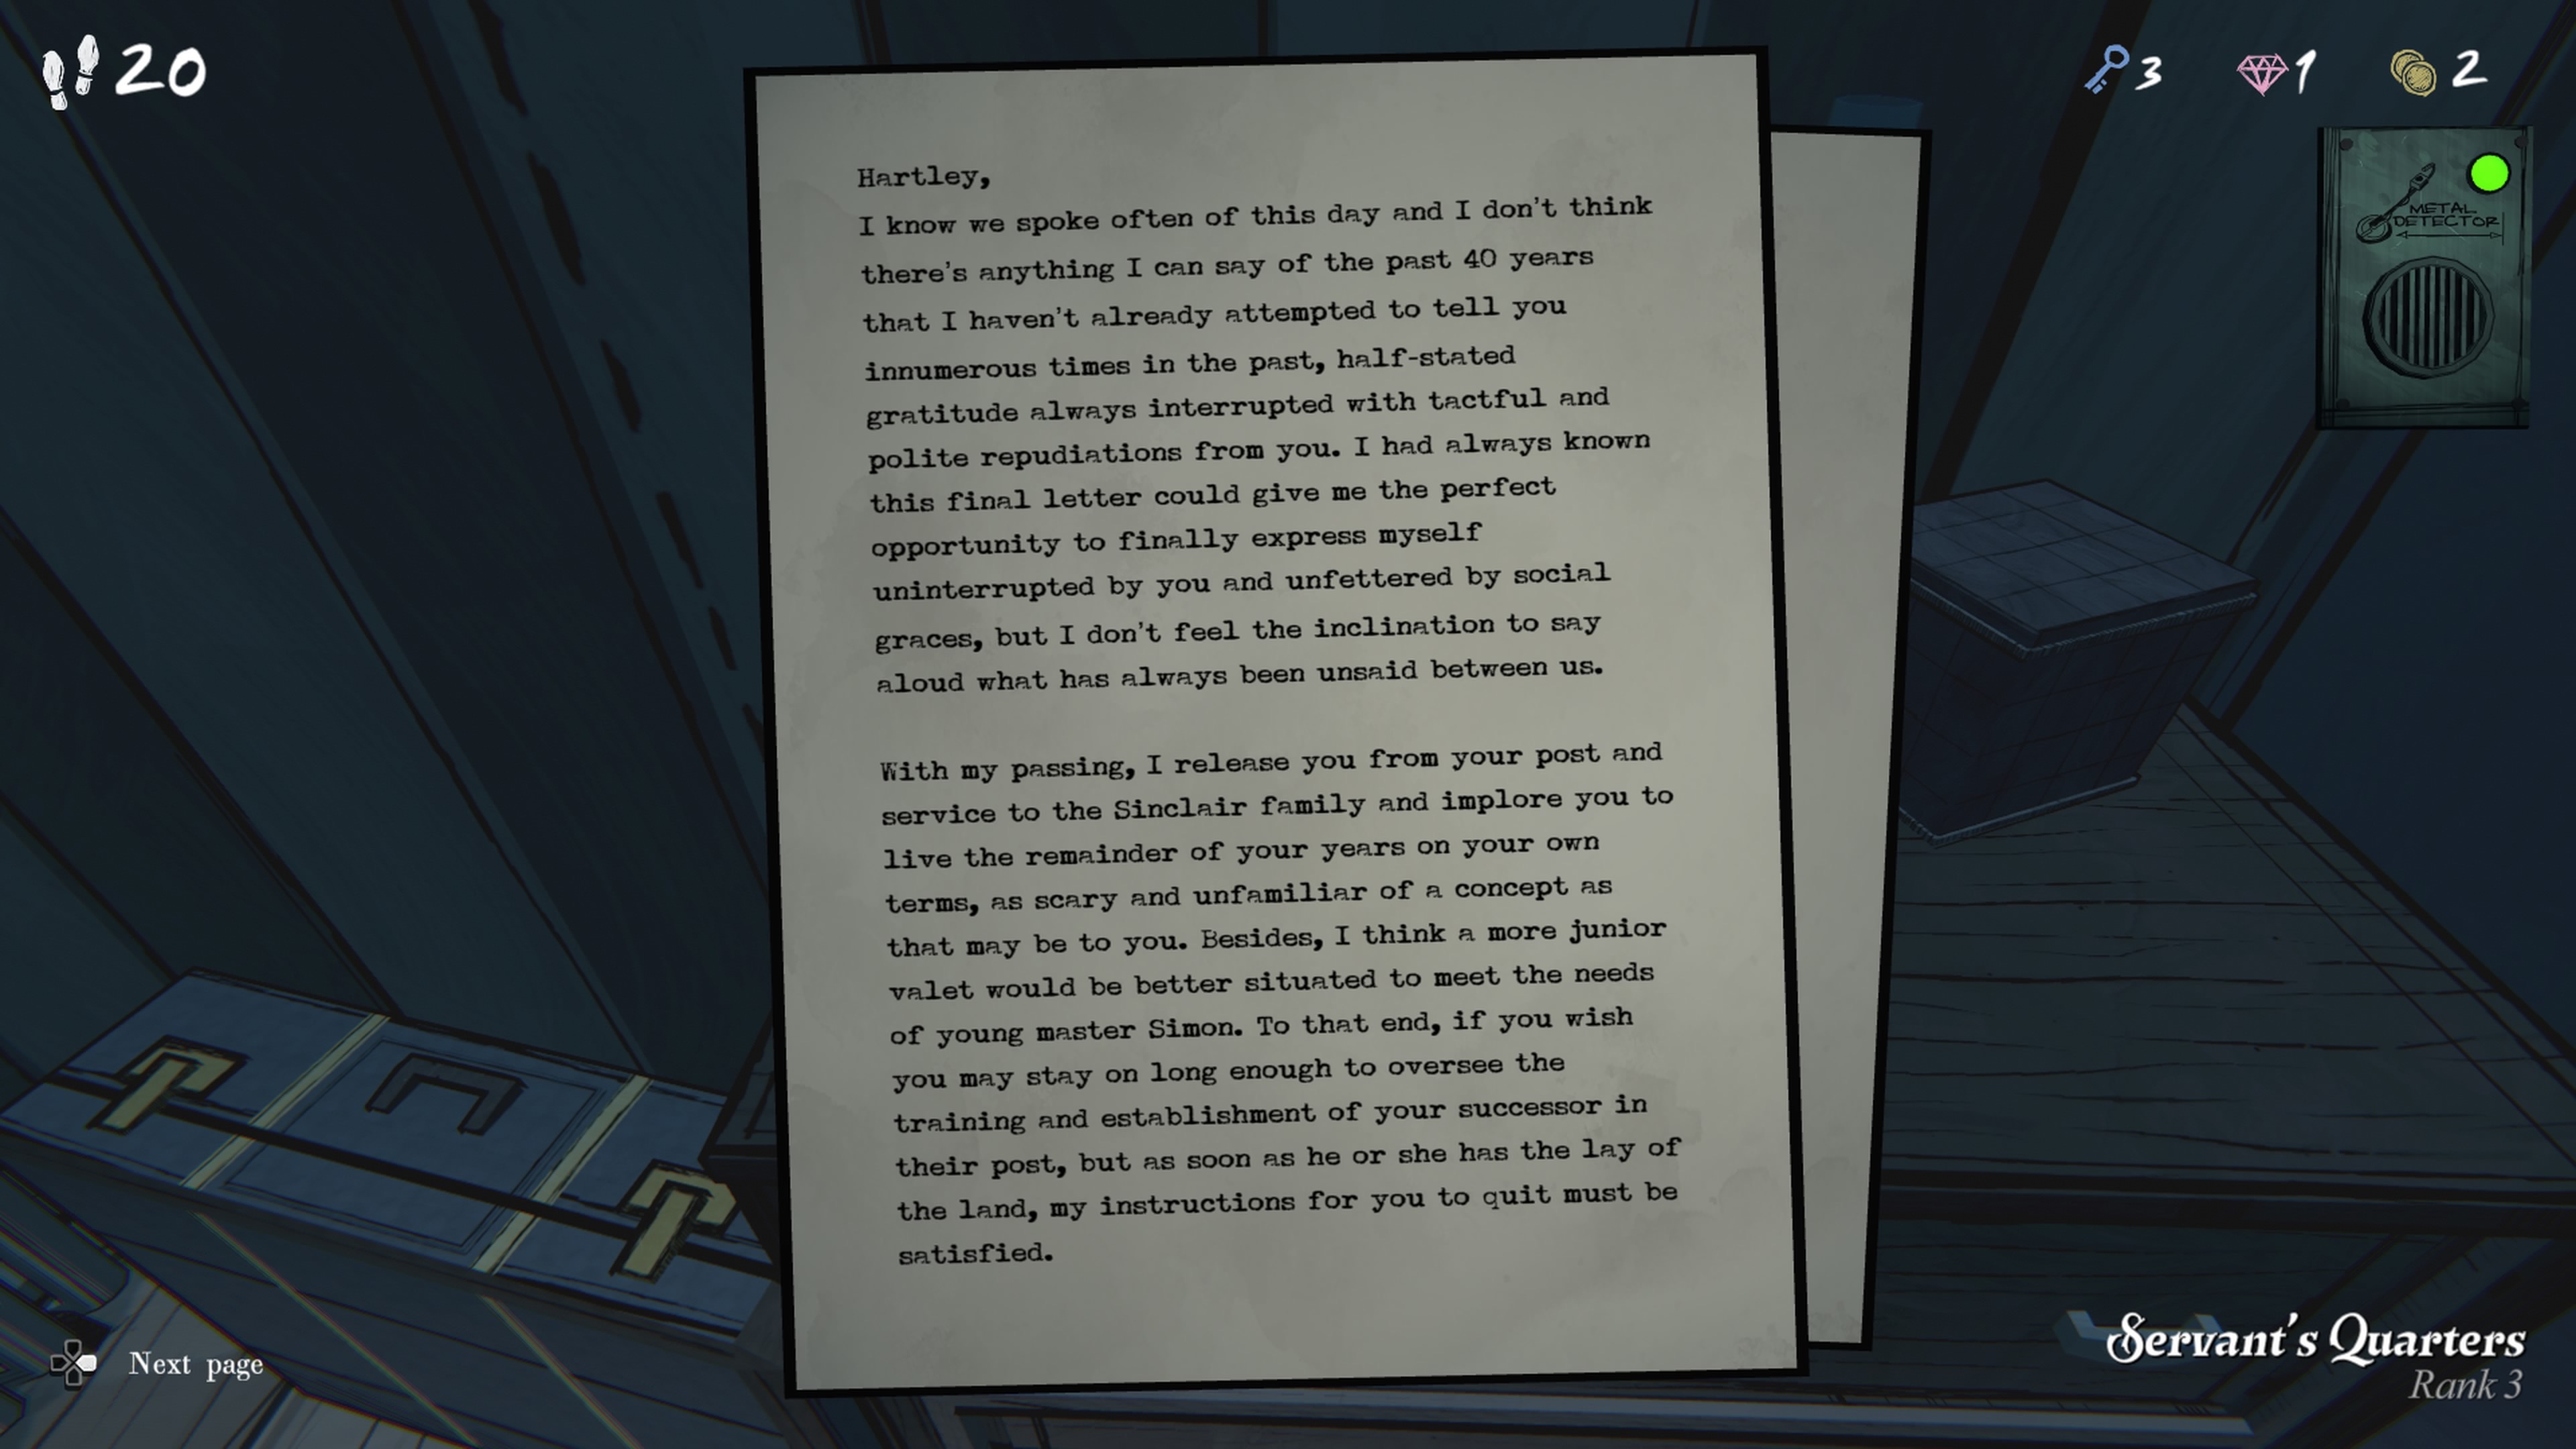 20
3
1
2
METAL
DETECTOR
Hartley,
I know we spoke often of this day and I don't think
there's anything I can say of the past 40 years
that I haven't already attempted to tell you
innumerous times in the past, half-stated
gratitude always interrupted with tactful and
polite repudiations from you. I had always known
this final letter could give me the perfect
opportunity to finally express myself
uninterrupted by you and unfettered by social
graces, but I don't feel the inclination to say
aloud what has always been unsaid between us.
With my passing, I release you from your post and
service to the Sinclair family and implore you to
live the remainder of your years on your own
terms, as scary and unfamiliar of a concept as
that may be to you. Besides, I think a more junior
valet would be better situated to meet the needs
of young master Simon. To that end, if you wish
you may stay on long enough to oversee the
training and establishment of your successor in
their post, but as soon as he or she has the lay of
the land, my instructions for you to quit must be
satisfied.
Next page
Servant's Quarters
Rank 3